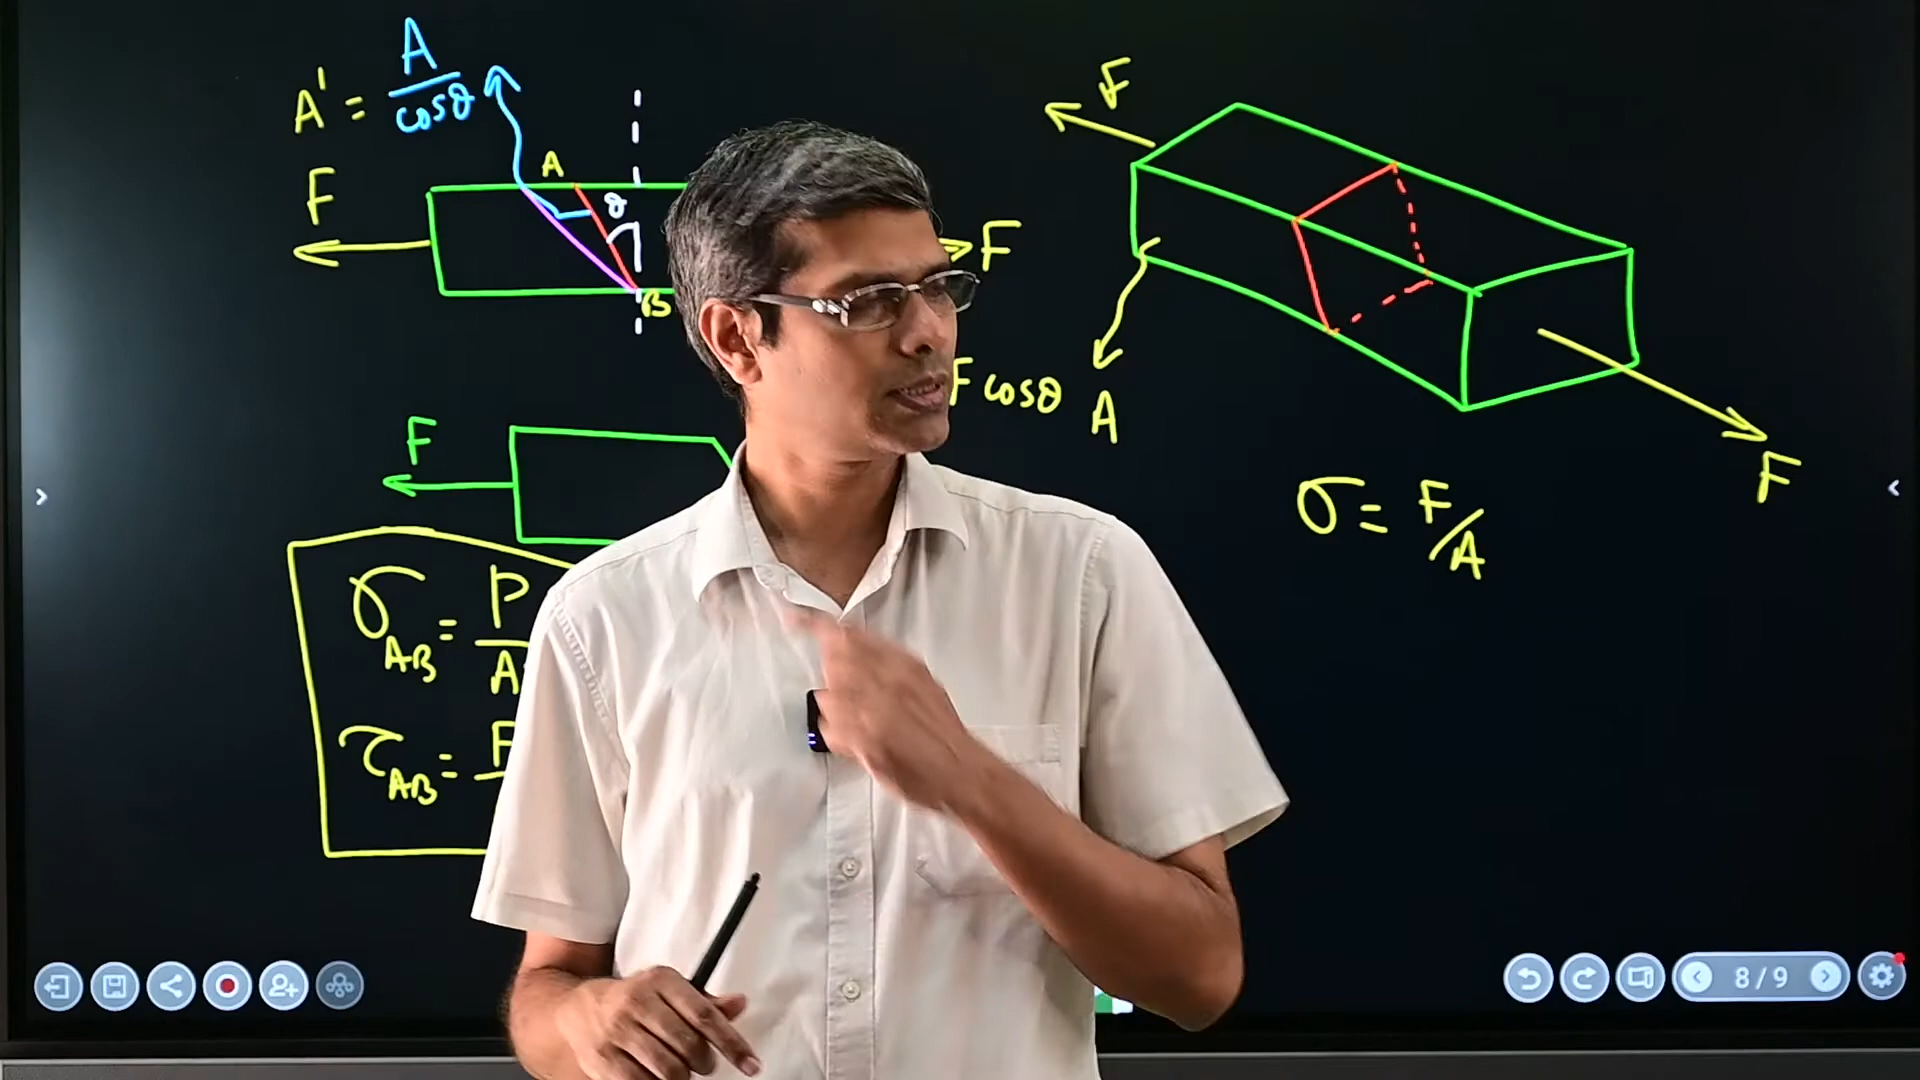 A' = A / cosθ
F
A
θ
F
B
F cosθ
F
σ_AB = P / A
τ_AB = F
F
A
F
σ = F/A
8/9